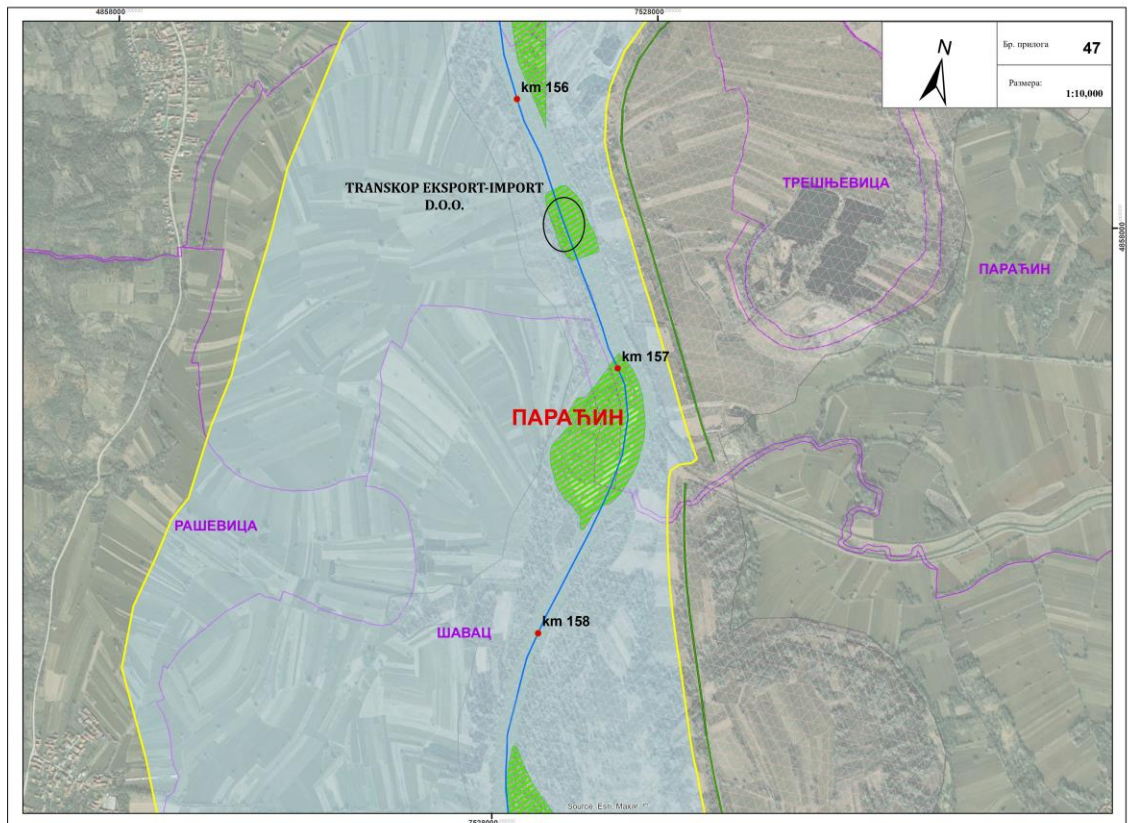 4858000
7528000
N
Бр. прилога 47
Размера: 1:10,000
km 156
TRANSKOP EKSPORT-IMPORT
D.O.O.
ТРЕШЊЕВИЦА
4858000
ПАРАЋИН
km 157
ПАРАЋИН
РАШЕВИЦА
ШАВАЦ
km 158
Source: Esri, Maxar
7528000